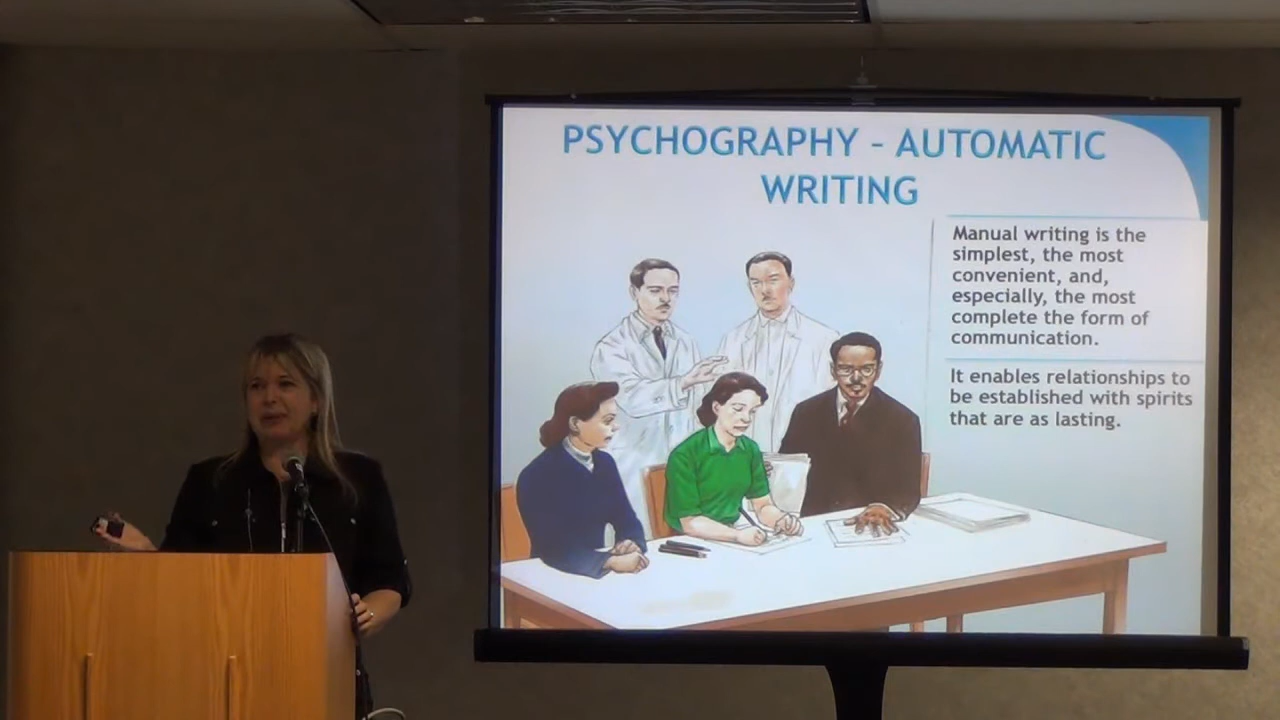 PSYCHOGRAPHY – AUTOMATIC
WRITING
Manual writing is the
simplest, the most
convenient, and,
especially, the most
complete the form of
communication.
It enables relationships to
be established with spirits
that are as lasting.